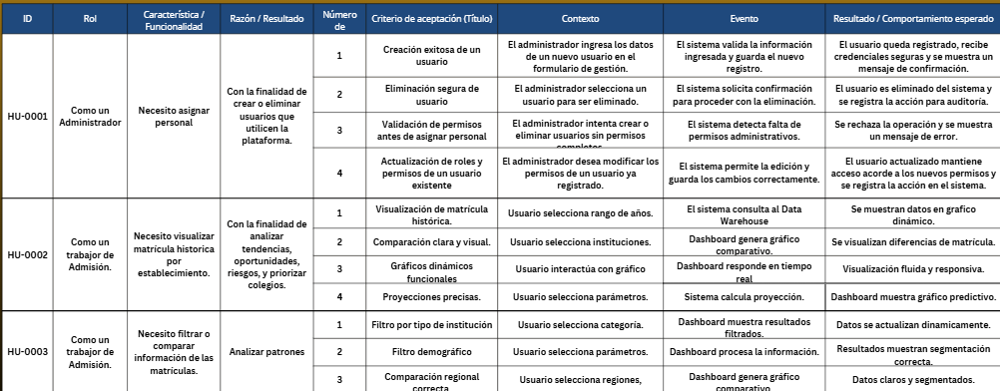 ID
Rol
Característica /
Funcionalidad
Razón / Resultado
Número
de
Criterio de aceptación (Título)
Contexto
Evento
Resultado / Comportamiento esperado
HU-0001
Como un
Administrador
Necesito asignar
personal
Con la finalidad de
crear o eliminar
usuarios que
utilicen la
plataforma.
1
Creación exitosa de un
usuario
El administrador ingresa los datos
de un nuevo usuario en el
formulario de gestión.
El sistema valida la información
ingresada y guarda el nuevo
registro.
El usuario queda registrado, recibe
credenciales seguras y se muestra un
mensaje de confirmación.
2
Eliminación segura de
usuario
El administrador selecciona un
usuario para ser eliminado.
El sistema solicita confirmación
para proceder con la eliminación.
El usuario es eliminado del sistema y
se registra la acción para auditoría.
3
Validación de permisos
antes de asignar personal
El administrador intenta crear o
eliminar usuarios sin permisos
completos.
El sistema detecta falta de
permisos administrativos.
Se rechaza la operación y se muestra
un mensaje de error.
4
Actualización de roles y
permisos de un usuario
existente
El administrador desea modificar los
permisos de un usuario ya
registrado.
El sistema permite la edición y
guarda los cambios correctamente.
El usuario actualizado mantiene
acceso acorde a los nuevos permisos y
se registra la acción en el sistema.
HU-0002
Como un
trabajor de
Admisión.
Necesito visualizar
matrícula historica
por
establecimiento.
Con la finalidad de
analizar
tendencias,
oportunidades,
riesgos, y priorizar
colegios.
1
Visualización de matrícula
histórica.
Usuario selecciona rango de años.
El sistema consulta al Data
Warehouse
Se muestran datos en grafico
dinámico.
2
Comparación clara y visual.
Usuario selecciona instituciones.
Dashboard genera gráfico
comparativo.
Se visualizan diferencias de matrícula.
3
Gráficos dinámicos
funcionales
Usuario interactúa con gráfico
Dashboard responde en tiempo
real
Visualización fluida y responsiva.
4
Proyecciones precisas.
Usuario selecciona parámetros.
Sistema calcula proyección.
Dashboard muestra gráfico predictivo.
HU-0003
Como un
trabajor de
Admisión.
Necesito filtrar o
comparar
información de las
matrículas.
Analizar patrones
1
Filtro por tipo de institución
Usuario selecciona categoría.
Dashboard muestra resultados
filtrados.
Datos se actualizan dinamicamente.
2
Filtro demográfico
Usuario selecciona parámetros.
Dashboard procesa la información.
Resultados muestran segmentación
correcta.
3
Comparación regional
correcta
Usuario selecciona regiones,
Dashboard genera gráfico
comparativo
Datos claros y segmentados.